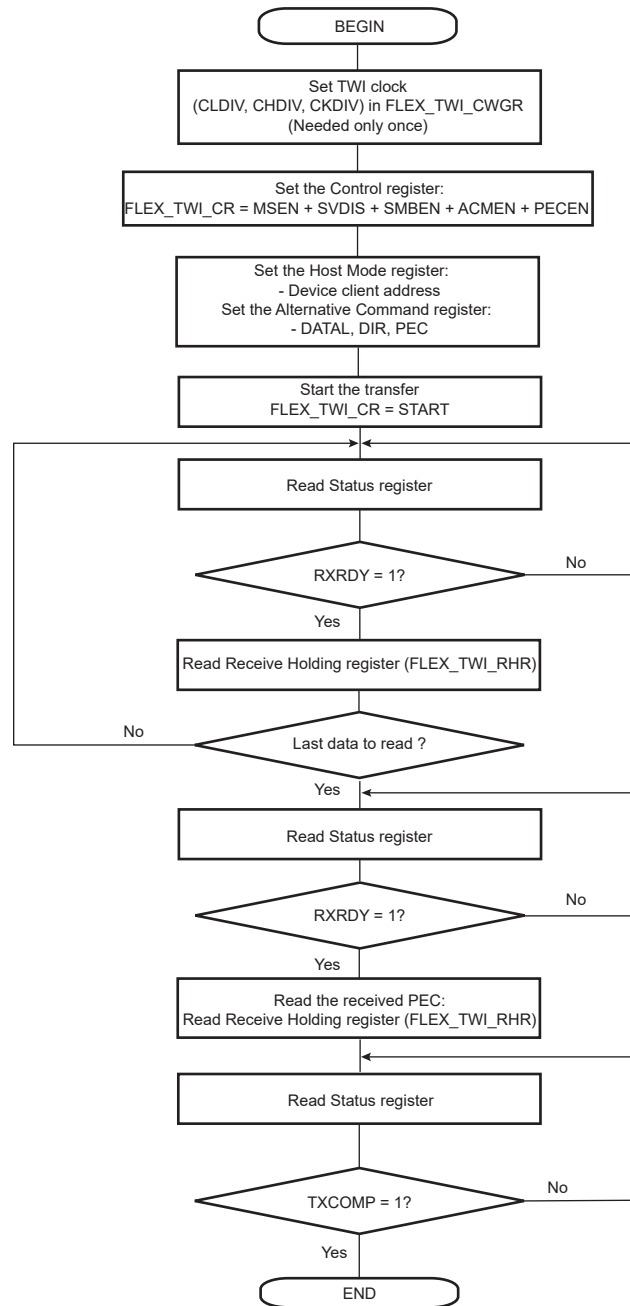 BEGIN
Set TWI clock
(CLDIV, CHDIV, CKDIV) in FLEX_TWI_CWGR
(Needed only once)
Set the Control register:
FLEX_TWI_CR = MSEN + SVDIS + SMBEN + ACMEN + PECEN
Set the Host Mode register:
- Device client address
Set the Alternative Command register:
- DATAL, DIR, PEC
Start the transfer
FLEX_TWI_CR = START
Read Status register
RXRDY = 1?
No
Yes
Read Receive Holding register (FLEX_TWI_RHR)
No
Last data to read ?
Yes
Read Status register
RXRDY = 1?
No
Yes
Read the received PEC:
Read Receive Holding register (FLEX_TWI_RHR)
Read Status register
TXCOMP = 1?
No
Yes
END